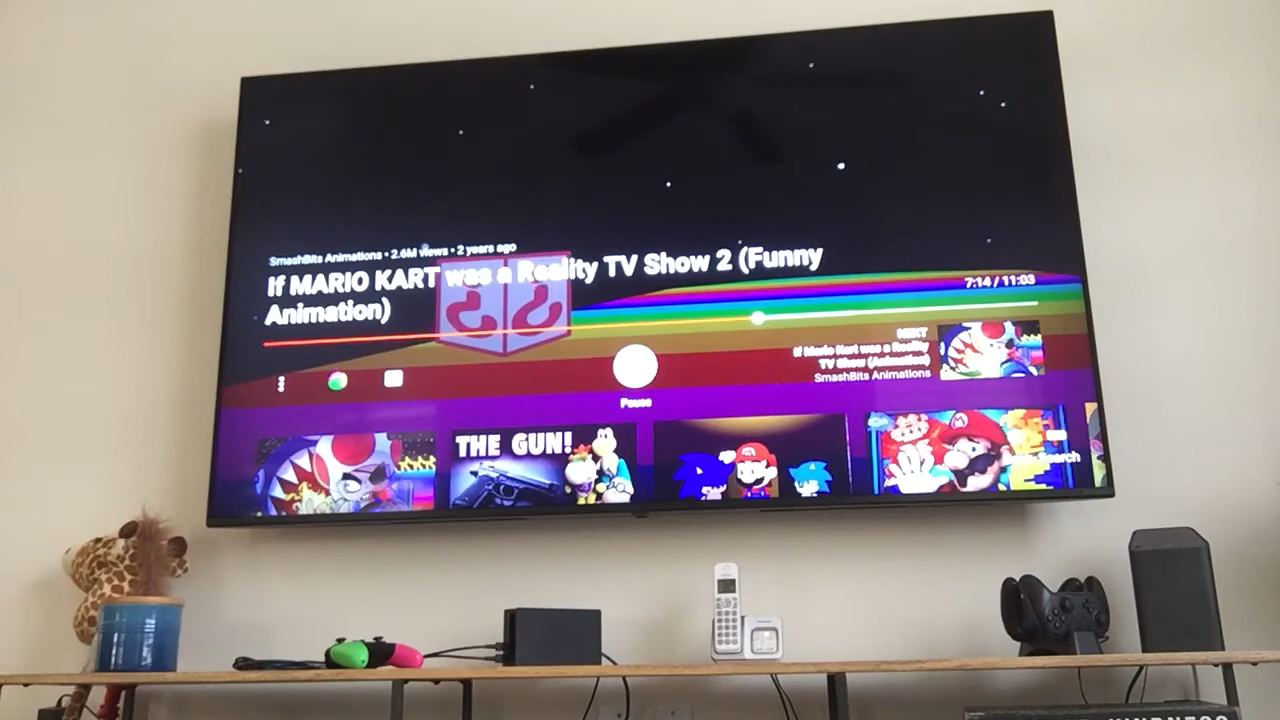 SmashBits Animations • 2.6M views • 2 years ago
If MARIO KART was a Reality TV Show 2 (Funny
Animation)
7:14 / 11:03
NEXT
If Mario Kart was a Reality
TV Show (Animation)
SmashBits Animations
Pause
THE GUN!